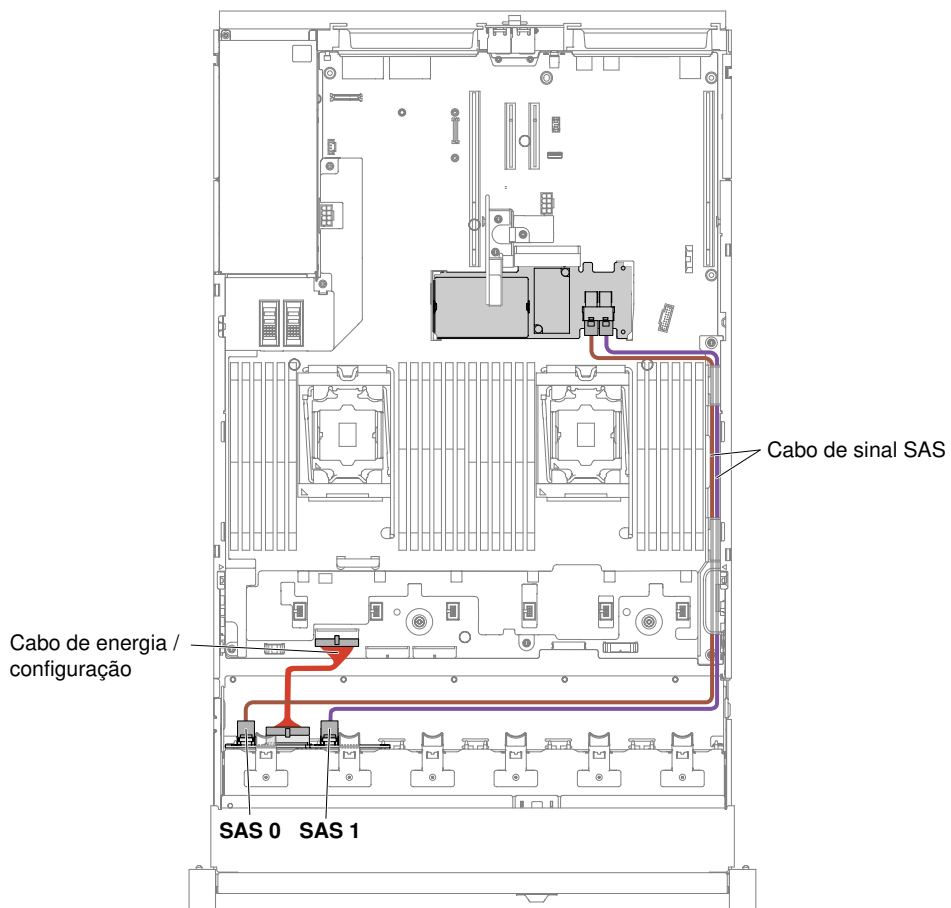 Cabo de sinal SAS
Cabo de energia /
configuração
SAS 0
SAS 1